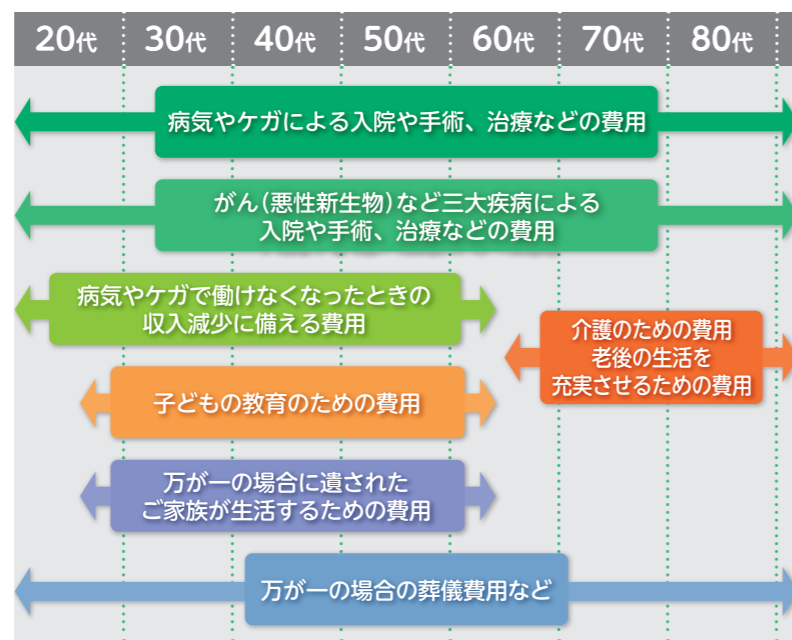 20代 30代 40代 50代 60代 70代 80代
病気やケガによる入院や手術、治療などの費用
がん(悪性新生物)など三大疾病による
入院や手術、治療などの費用
病気やケガで働けなくなったときの
収入減少に備える費用
介護のための費用
老後の生活を
充実させるための費用
子どもの教育のための費用
万が一の場合に遺された
ご家族が生活するための費用
万が一の場合の葬儀費用など